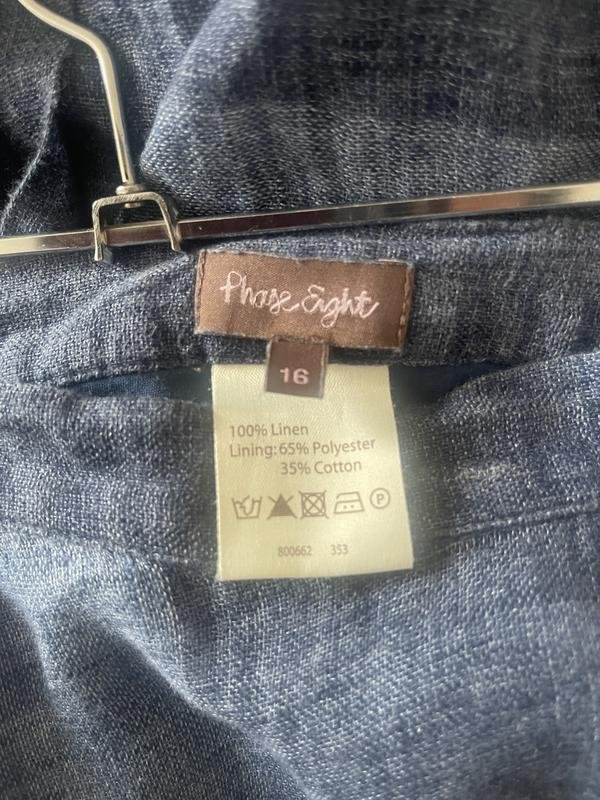 Phase Eight
16
100% Linen
Lining: 65% Polyester
35% Cotton
P
800662 353